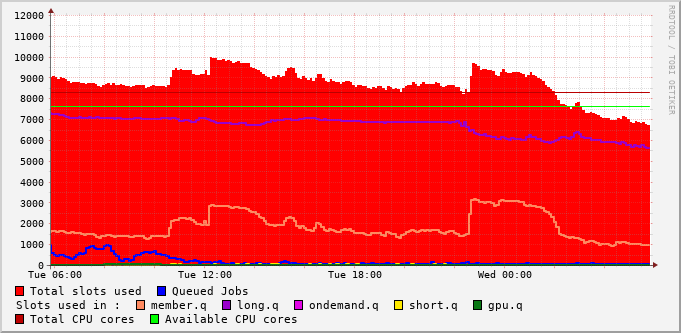 RRDTOOL / TOBI OETIKER
12000
11000
10000
9000
8000
7000
6000
5000
4000
3000
2000
1000
0
Tue 06:00 Tue 12:00 Tue 18:00 Wed 00:00
Total slots used Queued Jobs
Slots used in : member.q long.q ondemand.q short.q gpu.q
Total CPU cores Available CPU cores